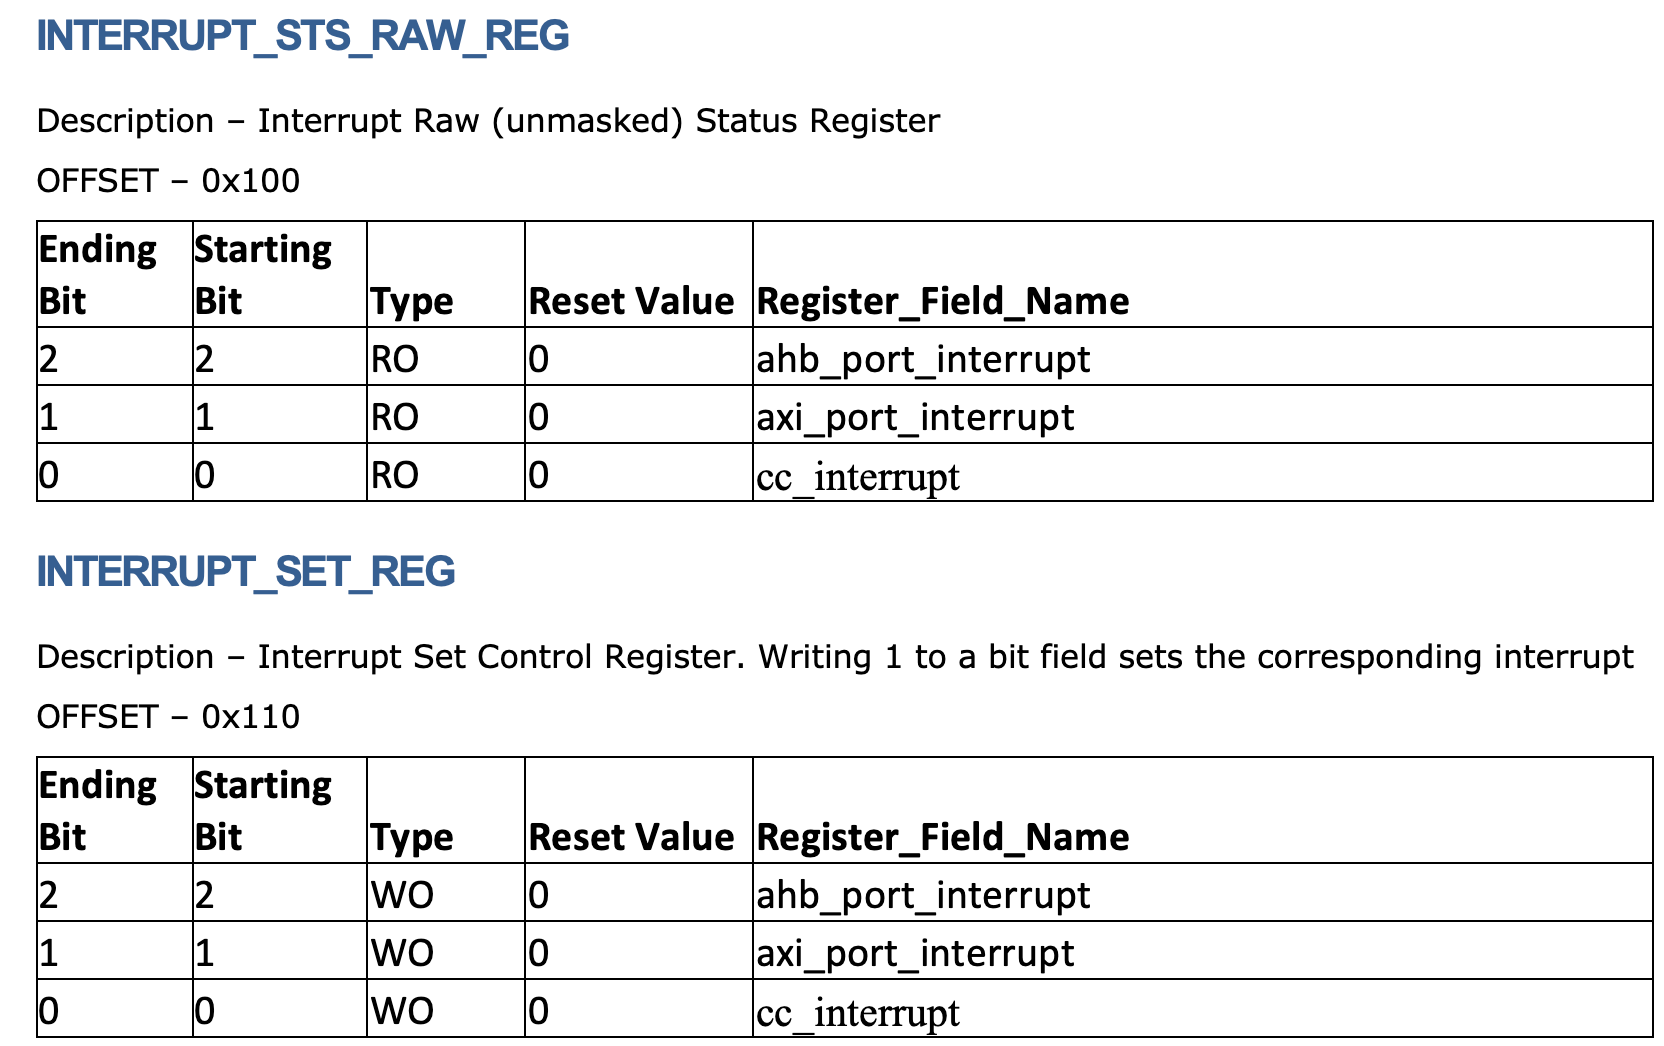 INTERRUPT_STS_RAW_REG
Description – Interrupt Raw (unmasked) Status Register
OFFSET – 0x100
Ending Bit Starting Bit Type Reset Value Register_Field_Name
2 2 RO 0 ahb_port_interrupt
1 1 RO 0 axi_port_interrupt
0 0 RO 0 cc_interrupt
INTERRUPT_SET_REG
Description – Interrupt Set Control Register. Writing 1 to a bit field sets the corresponding interrupt
OFFSET – 0x110
Ending Bit Starting Bit Type Reset Value Register_Field_Name
2 2 WO 0 ahb_port_interrupt
1 1 WO 0 axi_port_interrupt
0 0 WO 0 cc_interrupt